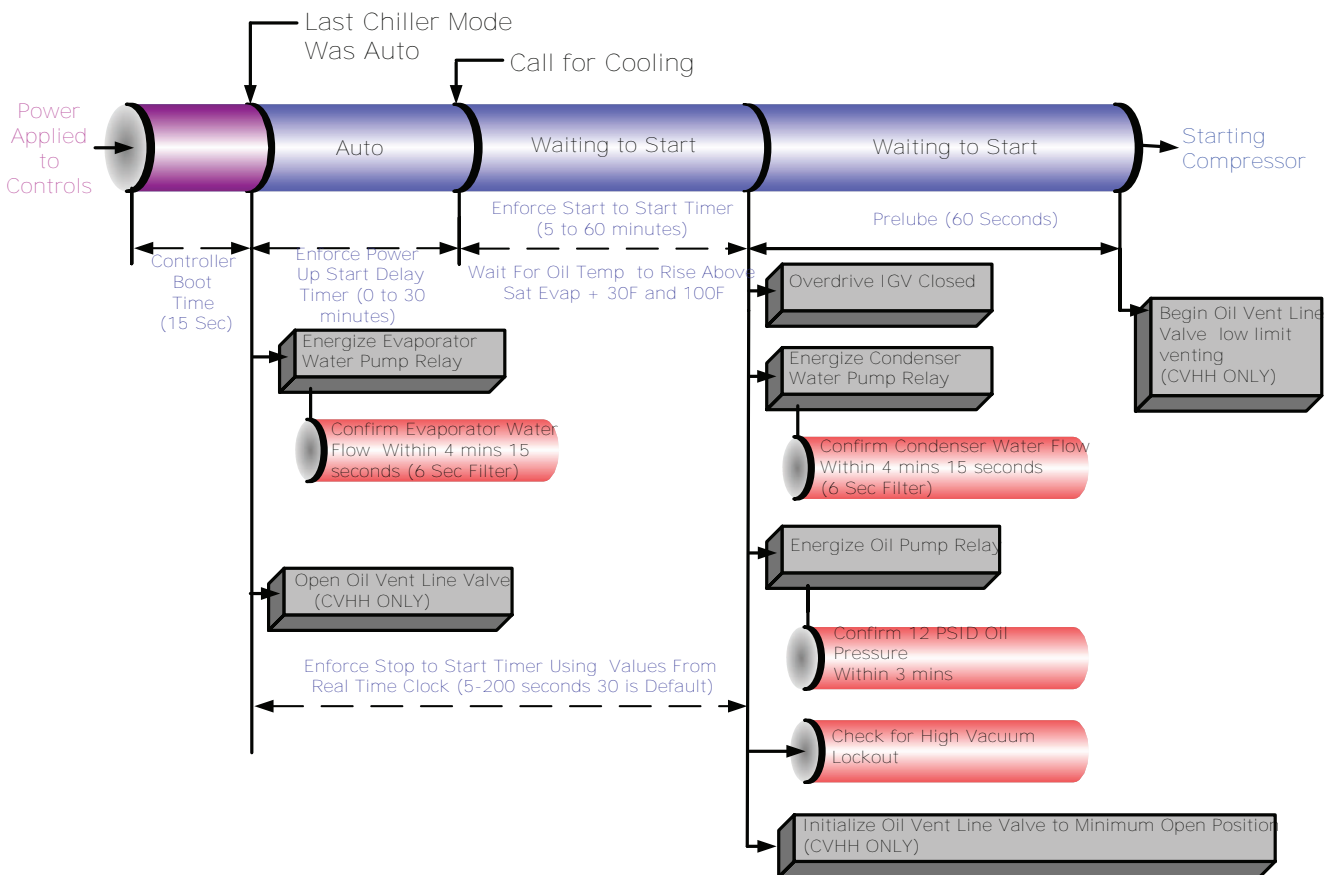 Last Chiller Mode
Was Auto
Call for Cooling
Power
Applied
to
Controls
Auto
Waiting to Start
Waiting to Start
Starting
Compressor
Controller
Boot
Time
(15 Sec)
Enforce Power
Up Start Delay
Timer (0 to 30
minutes)
Enforce Start to Start Timer
(5 to 60 minutes)
Wait For Oil Temp to Rise Above
Sat Evap + 30F and 100F
Prelube (60 Seconds)
Overdrive IGV Closed
Begin Oil Vent Line
Valve low limit
venting
(CVHH ONLY)
Energize Evaporator
Water Pump Relay
Energize Condenser
Water Pump Relay
Confirm Evaporator Water
Flow Within 4 mins 15
seconds (6 Sec Filter)
Confirm Condenser Water Flow
Within 4 mins 15 seconds
(6 Sec Filter)
Energize Oil Pump Relay
Open Oil Vent Line Valve
(CVHH ONLY)
Confirm 12 PSID Oil
Pressure
Within 3 mins
Enforce Stop to Start Timer Using Values From
Real Time Clock (5-200 seconds 30 is Default)
Check for High Vacuum
Lockout
Initialize Oil Vent Line Valve to Minimum Open Position
(CVHH ONLY)